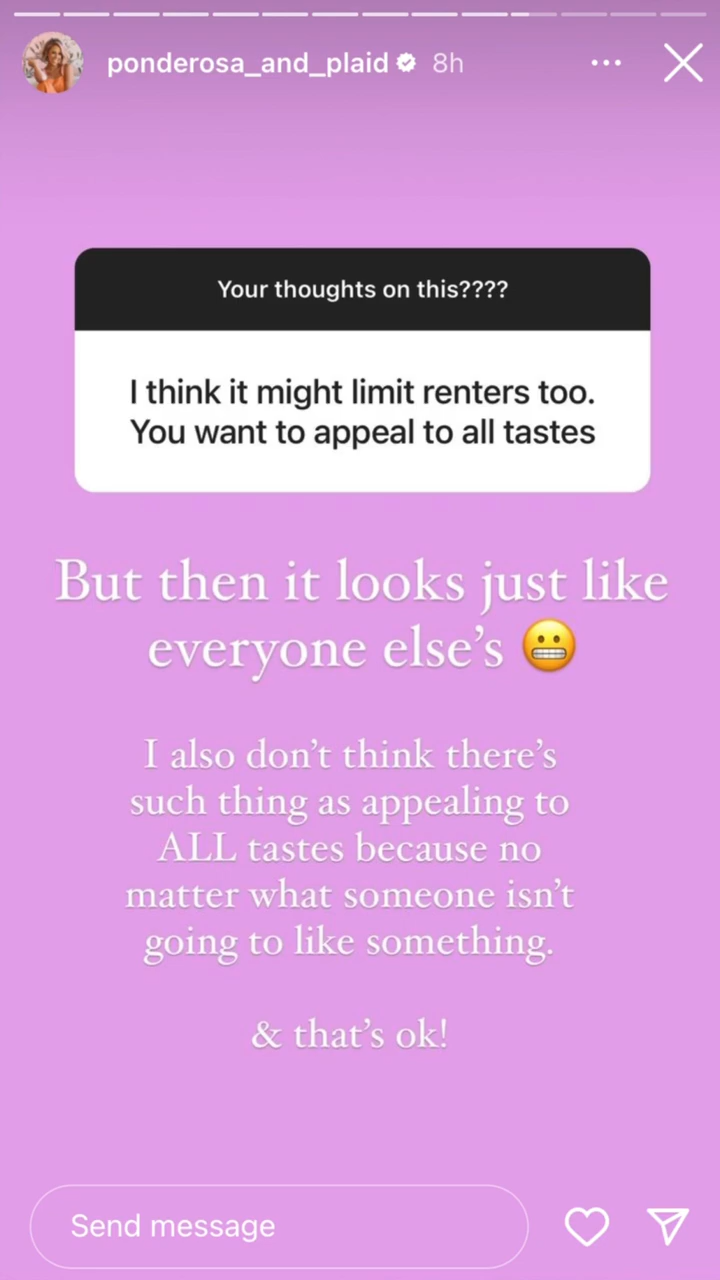 ponderosa_and_plaid 8h
Your thoughts on this????
I think it might limit renters too.
You want to appeal to all tastes
But then it looks just like
everyone else’s 😬
I also don’t think there’s
such thing as appealing to
ALL tastes because no
matter what someone isn’t
going to like something.
& that’s ok!
Send message